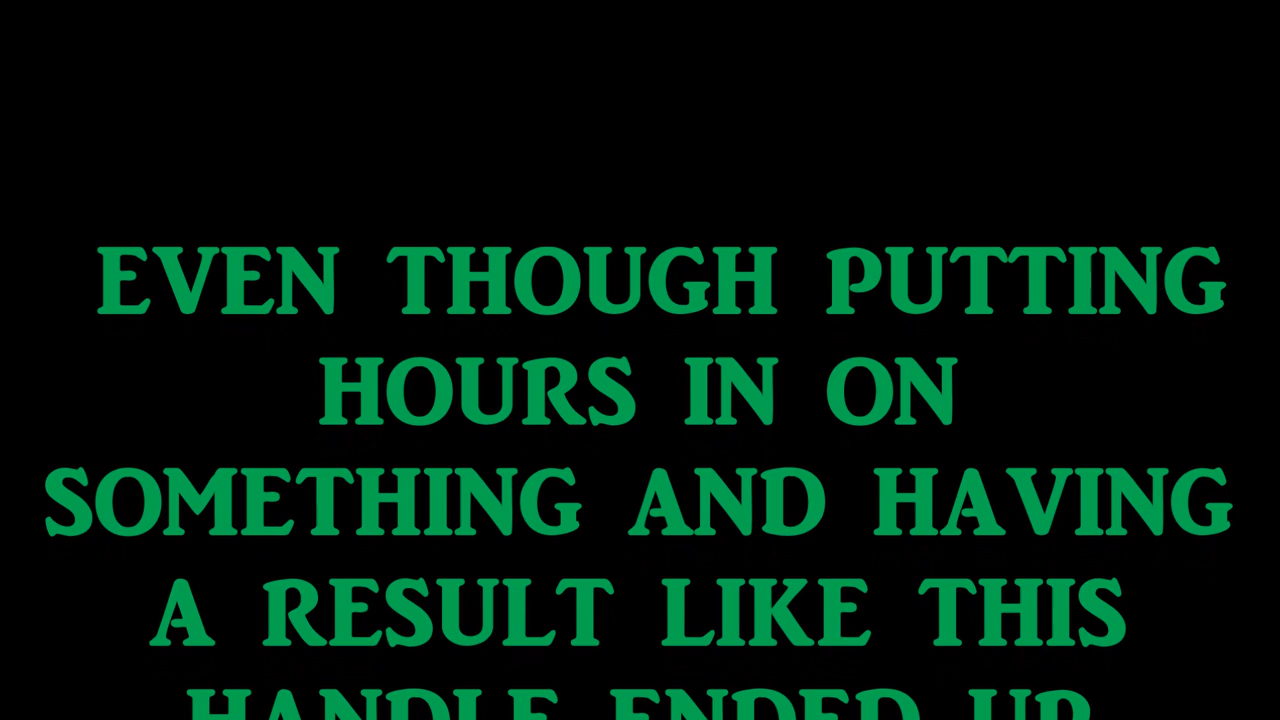 EVEN THOUGH PUTTING
HOURS IN ON
SOMETHING AND HAVING
A RESULT LIKE THIS
HANDLE ENDED UP